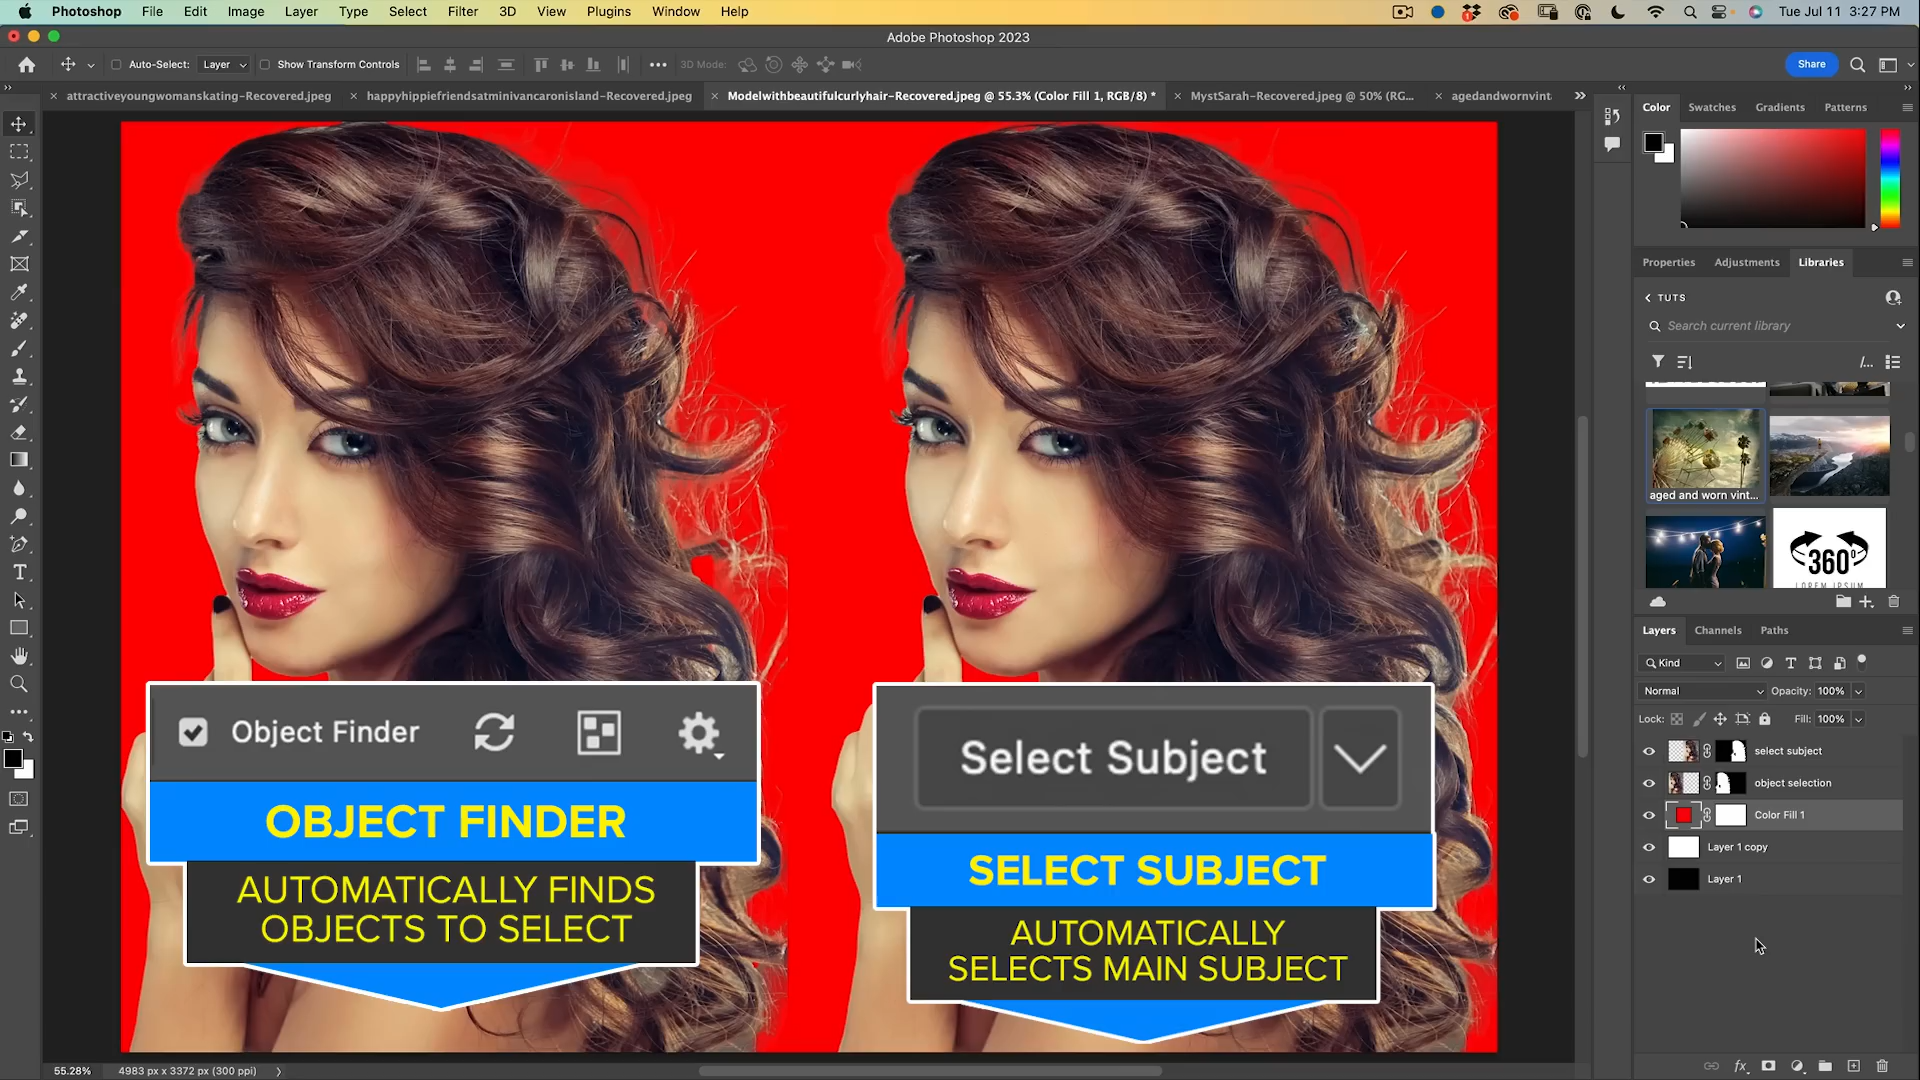 Photoshop File Edit Image Layer Type Select Filter 3D View Plugins Window Help
Tue Jul 11 3:27 PM
Adobe Photoshop 2023
Auto-Select: Layer Show Transform Controls 3D Mode: Share
attractiveyoungwomanskating-Recovered.jpeg
happyhippiefriendsatminivancaronisland-Recovered.jpeg
Modelwithbeautifulcurlyhair-Recovered.jpeg @ 55.3% (Color Fill 1, RGB/8) *
MystSarah-Recovered.jpeg @ 50% (RG...
agedandwornvint
Color Swatches Gradients Patterns
Properties Adjustments Libraries
TUTS
Search current library
aged and worn vint...
360°
LOREM IPSUM
Layers Channels Paths
Kind
Normal Opacity: 100%
Lock: Fill: 100%
select subject
object selection
Color Fill 1
Layer 1 copy
Layer 1
Object Finder
OBJECT FINDER
AUTOMATICALLY FINDS
OBJECTS TO SELECT
Select Subject
SELECT SUBJECT
AUTOMATICALLY
SELECTS MAIN SUBJECT
55.28% 4983 px x 3372 px (300 ppi)